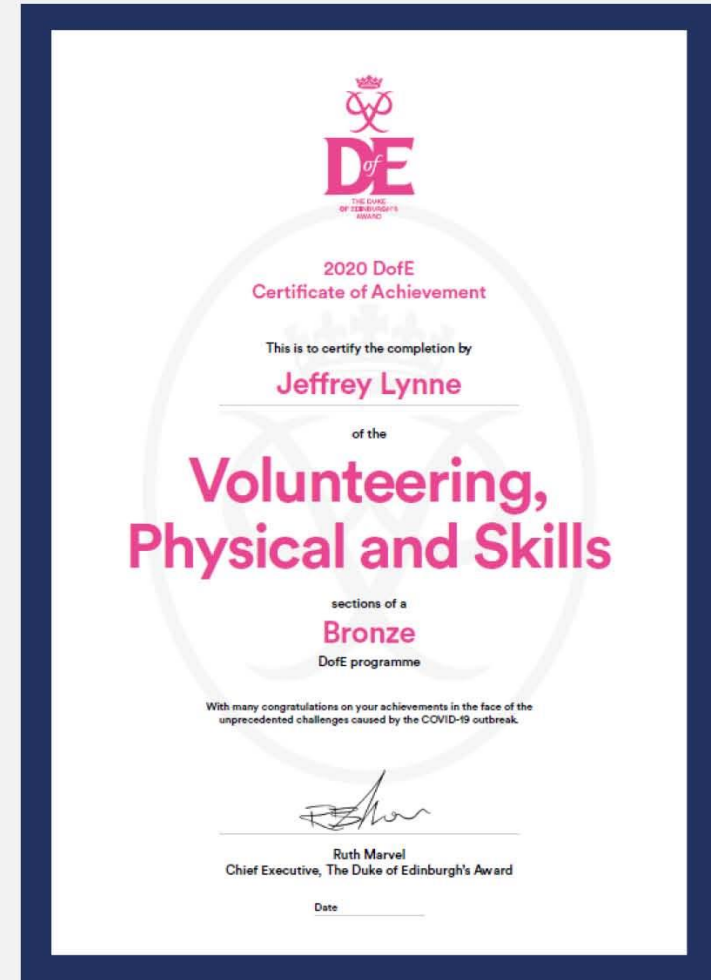 DofE
THE DUKE
OF EDINBURGH'S
AWARD
2020 DofE
Certificate of Achievement
This is to certify the completion by
Jeffrey Lynne
of the
Volunteering,
Physical and Skills
sections of a
Bronze
DofE programme
With many congratulations on your achievements in the face of the
unprecedented challenges caused by the COVID-19 outbreak.
Ruth Marvel
Chief Executive, The Duke of Edinburgh's Award
Date